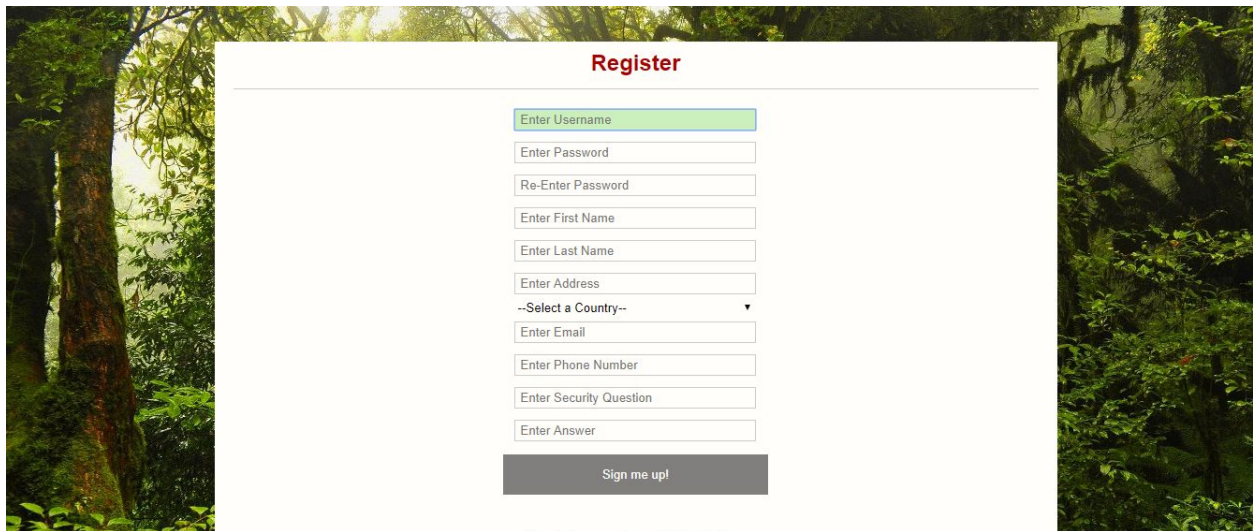 Register
Enter Username
Enter Password
Re-Enter Password
Enter First Name
Enter Last Name
Enter Address
--Select a Country--
Enter Email
Enter Phone Number
Enter Security Question
Enter Answer
Sign me up!